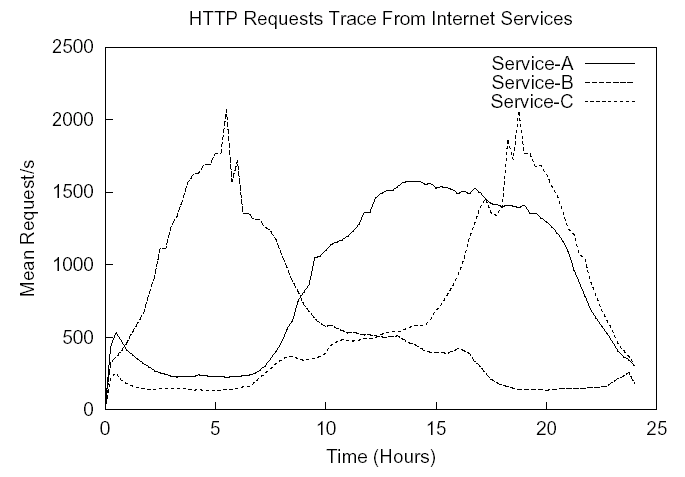 HTTP Requests Trace From Internet Services
2500
2000
1500
1000
500
0
Mean Request/s
Service-A
Service-B
Service-C
0 5 10 15 20 25
Time (Hours)